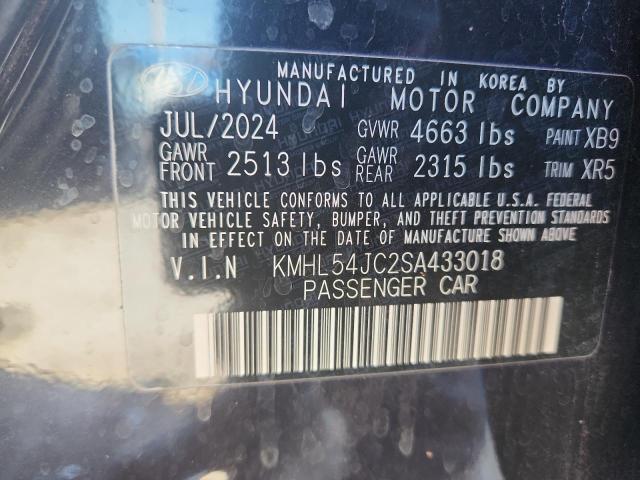 MANUFACTURED IN KOREA BY
HYUNDAI MOTOR COMPANY
JUL/2024 GVWR 4663 lbs PAINT XB9
GAWR FRONT 2513 lbs GAWR REAR 2315 lbs TRIM XR5
THIS VEHICLE CONFORMS TO ALL APPLICABLE U.S.A. FEDERAL
MOTOR VEHICLE SAFETY, BUMPER, AND THEFT PREVENTION STANDARDS
IN EFFECT ON THE DATE OF MANUFACTURE SHOWN ABOVE.
V.I.N KMHL54JC2SA433018
PASSENGER CAR